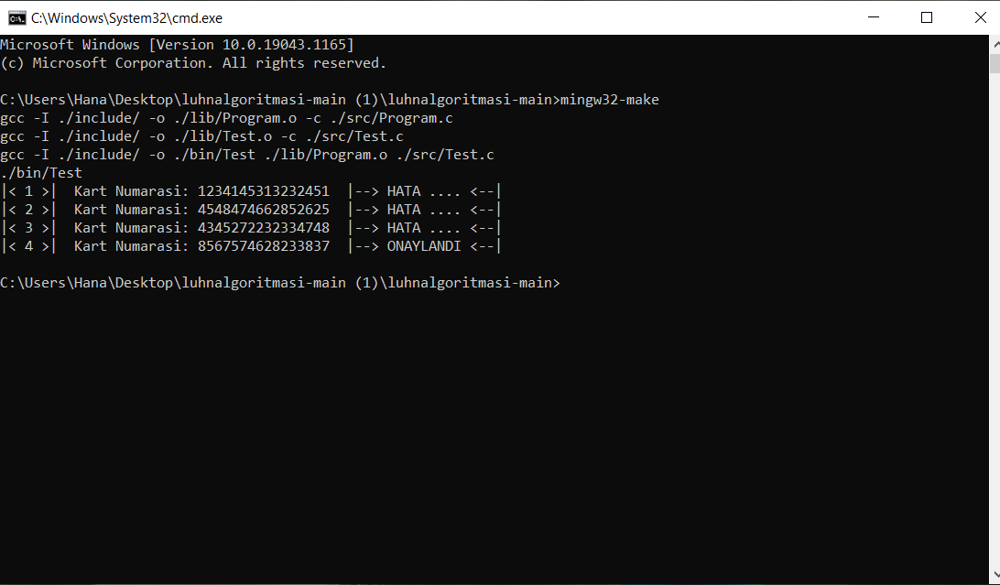 C:\Windows\System32\cmd.exe
Microsoft Windows [Version 10.0.19043.1165]
(c) Microsoft Corporation. All rights reserved.
C:\Users\Hana\Desktop\luhnalgoritmasi-main (1)\luhnalgoritmasi-main>mingw32-make
gcc -I ./include/ -o ./lib/Program.o -c ./src/Program.c
gcc -I ./include/ -o ./lib/Test.o -c ./src/Test.c
gcc -I ./include/ -o ./bin/Test ./lib/Program.o ./src/Test.c
./bin/Test
|< 1 >|  Kart Numarasi: 1234145313232451  |--> HATA .... <--|
|< 2 >|  Kart Numarasi: 4548474662852625  |--> HATA .... <--|
|< 3 >|  Kart Numarasi: 4345272232334748  |--> HATA .... <--|
|< 4 >|  Kart Numarasi: 8567574628233837  |--> ONAYLANDI <--|
C:\Users\Hana\Desktop\luhnalgoritmasi-main (1)\luhnalgoritmasi-main>